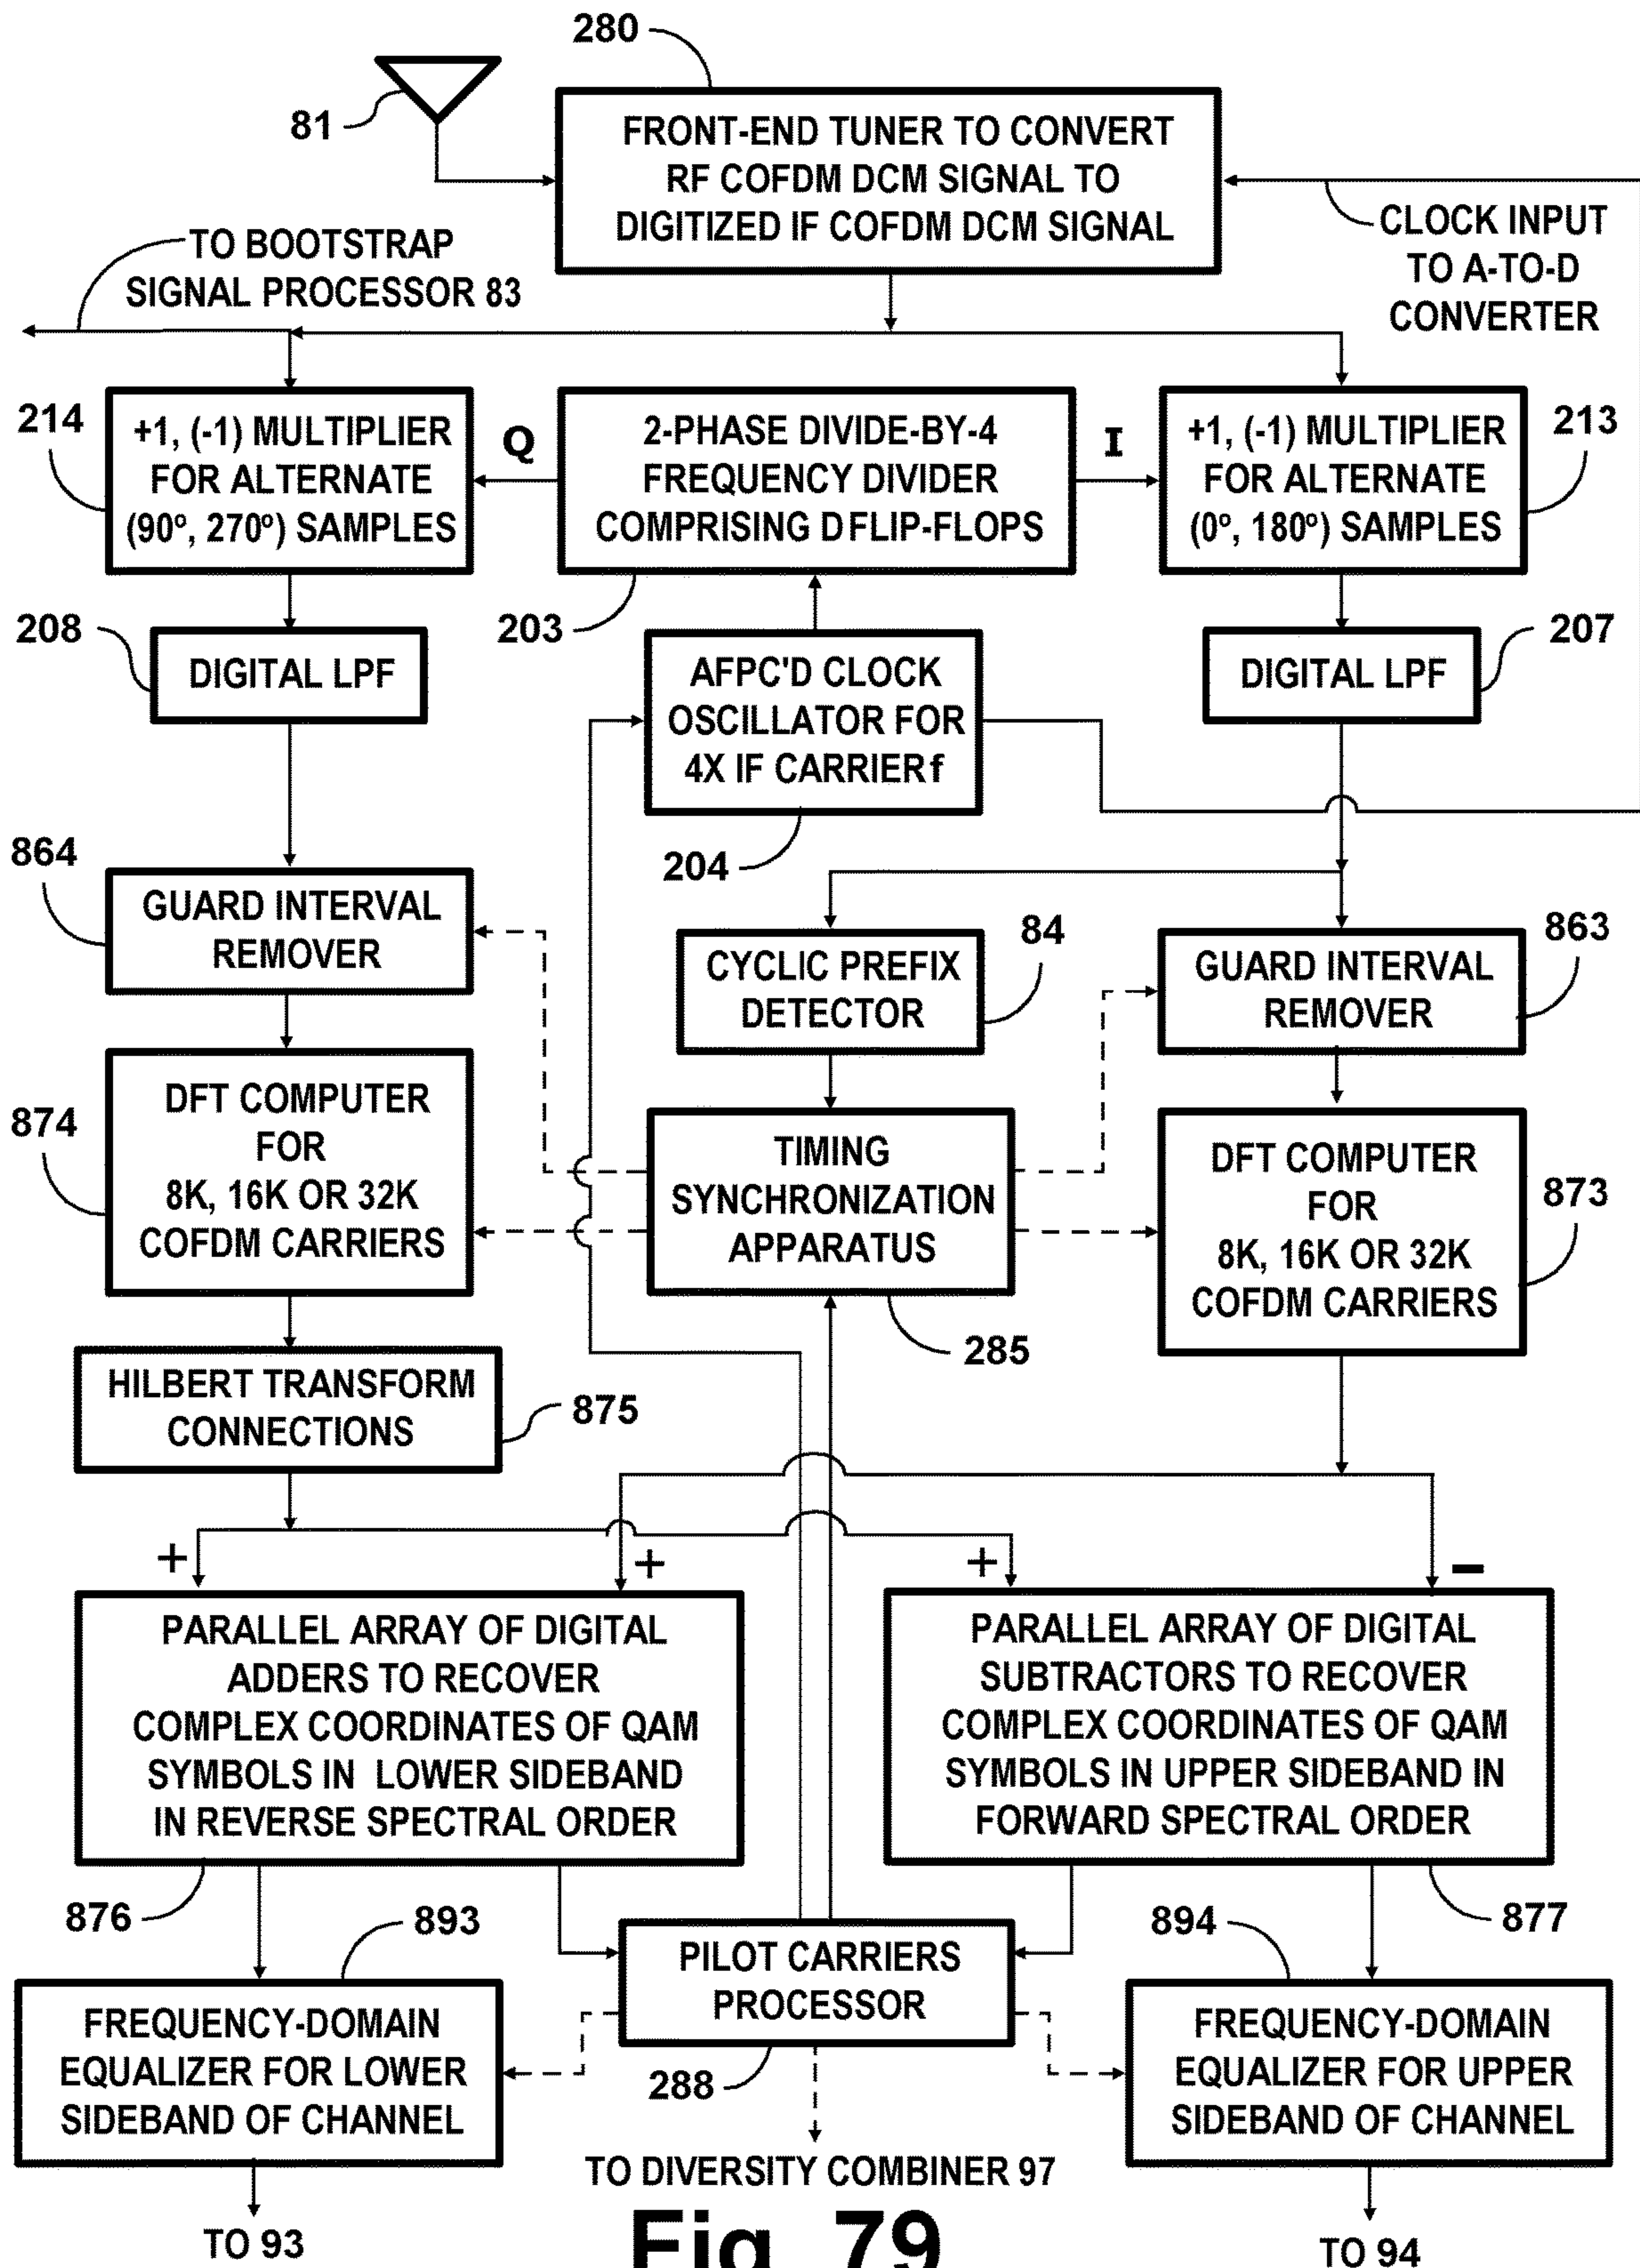 280
81
FRONT-END TUNER TO CONVERT
RF COFDM DCM SIGNAL TO
DIGITIZED IF COFDM DCM SIGNAL
CLOCK INPUT
TO A-TO-D
CONVERTER
TO BOOTSTRAP
SIGNAL PROCESSOR 83
214
+1, (-1) MULTIPLIER
FOR ALTERNATE
(90º, 270º) SAMPLES
Q
2-PHASE DIVIDE-BY-4
FREQUENCY DIVIDER
COMPRISING D FLIP-FLOPS
I
+1, (-1) MULTIPLIER
FOR ALTERNATE
(0º, 180º) SAMPLES
213
208
DIGITAL LPF
203
AFPC'D CLOCK
OSCILLATOR FOR
4X IF CARRIER f
204
DIGITAL LPF
207
864
GUARD INTERVAL
REMOVER
CYCLIC PREFIX
DETECTOR
84
GUARD INTERVAL
REMOVER
863
874
DFT COMPUTER
FOR
8K, 16K OR 32K
COFDM CARRIERS
TIMING
SYNCHRONIZATION
APPARATUS
285
DFT COMPUTER
FOR
8K, 16K OR 32K
COFDM CARRIERS
873
HILBERT TRANSFORM
CONNECTIONS
875
+
+
+
−
PARALLEL ARRAY OF DIGITAL
ADDERS TO RECOVER
COMPLEX COORDINATES OF QAM
SYMBOLS IN LOWER SIDEBAND
IN REVERSE SPECTRAL ORDER
PARALLEL ARRAY OF DIGITAL
SUBTRACTORS TO RECOVER
COMPLEX COORDINATES OF QAM
SYMBOLS IN UPPER SIDEBAND IN
FORWARD SPECTRAL ORDER
876
893
894
877
PILOT CARRIERS
PROCESSOR
288
FREQUENCY-DOMAIN
EQUALIZER FOR LOWER
SIDEBAND OF CHANNEL
FREQUENCY-DOMAIN
EQUALIZER FOR UPPER
SIDEBAND OF CHANNEL
TO DIVERSITY COMBINER 97
TO 93
TO 94
Fig. 79